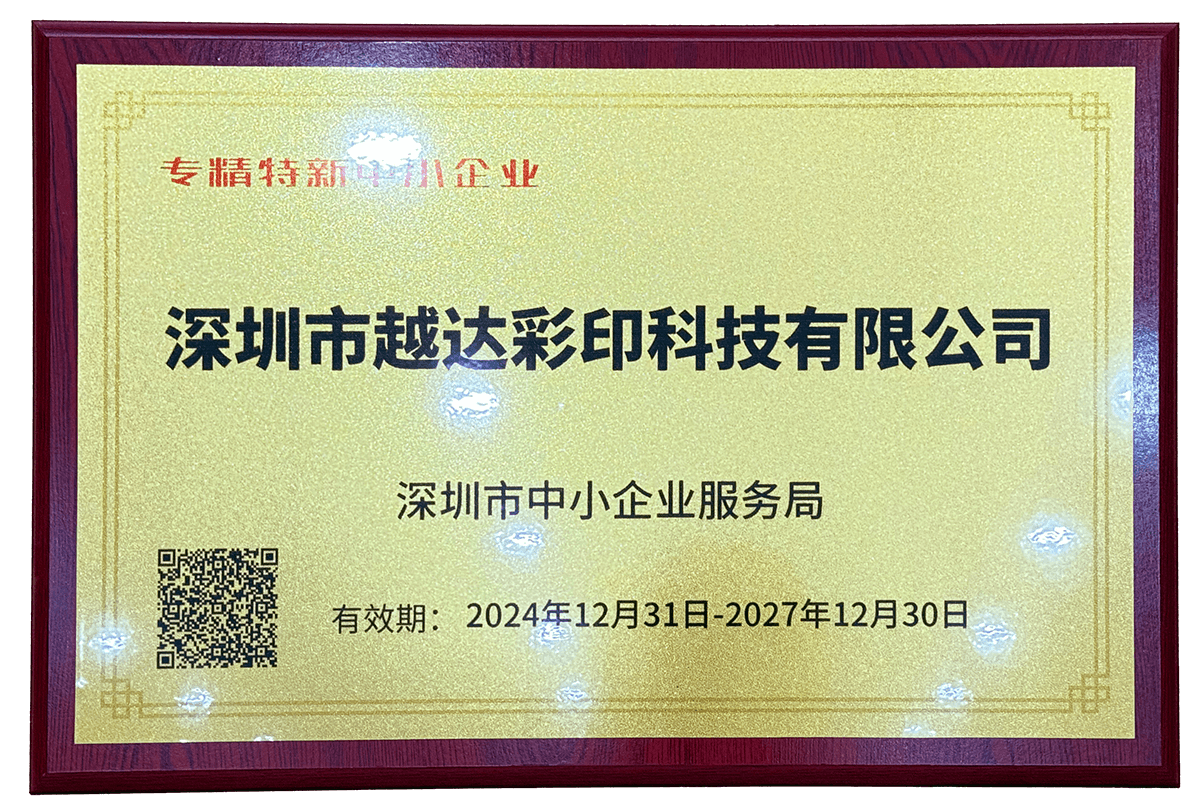 专精特新中小企业
深圳市越达彩印科技有限公司
深圳市中小企业服务局
有效期： 2024年12月31日-2027年12月30日